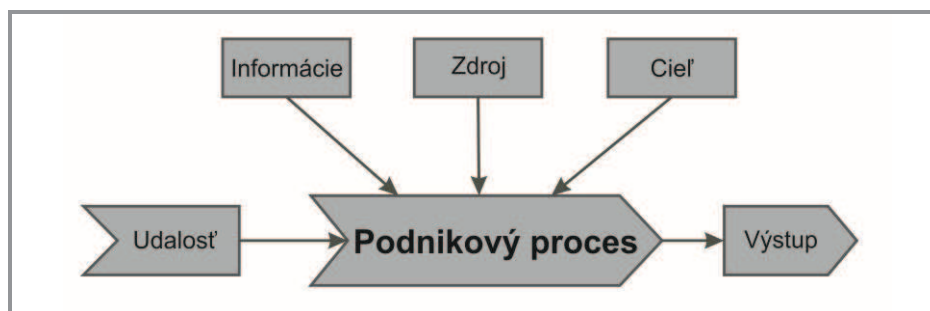 Informácie
Zdroj
Cieľ
Udalosť
Podnikový proces
Výstup